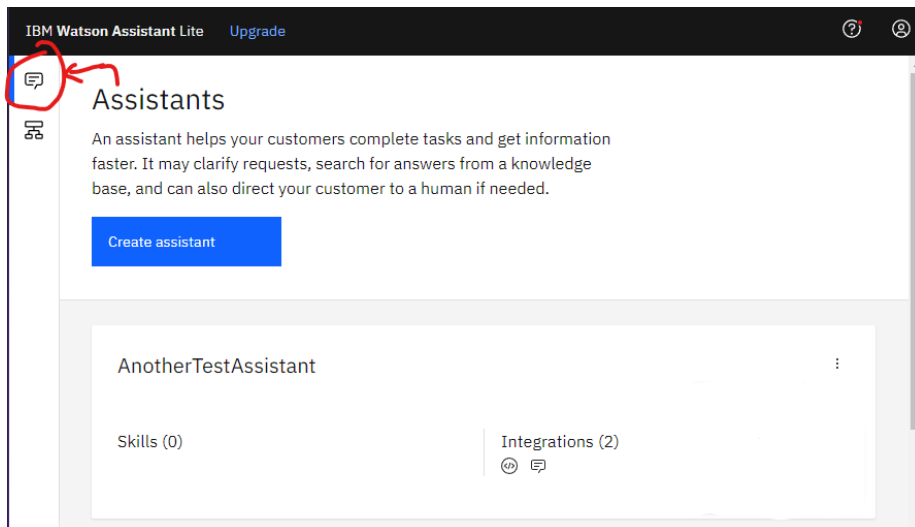 IBM Watson Assistant Lite Upgrade
Assistants
An assistant helps your customers complete tasks and get information
faster. It may clarify requests, search for answers from a knowledge
base, and can also direct your customer to a human if needed.
Create assistant
AnotherTestAssistant
Skills (0) Integrations (2)